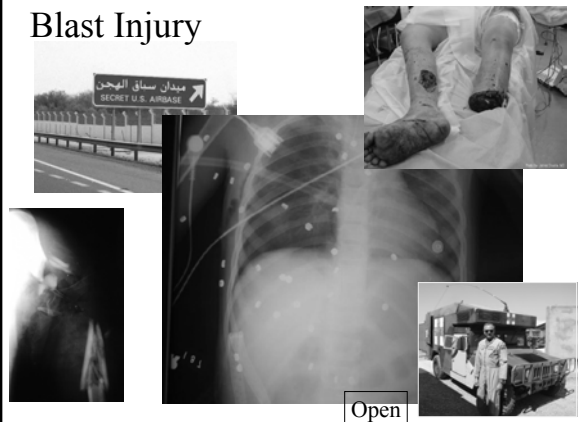 Blast Injury
ميدان سباق الهجن
SECRET U.S. AIRBASE
Open